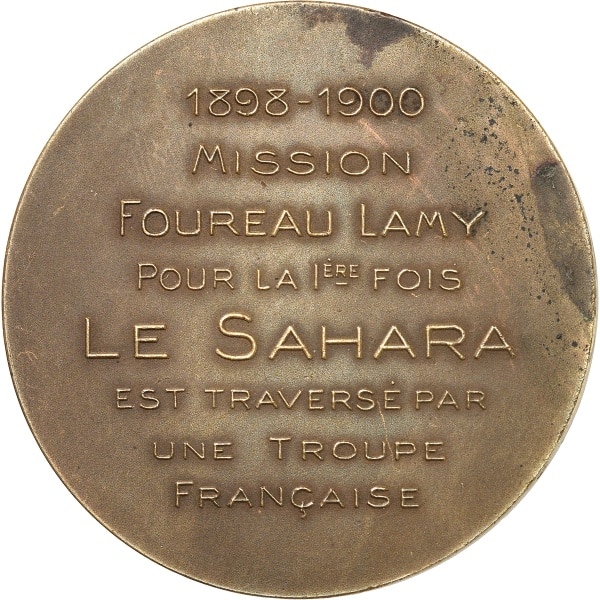 1898-1900
MISSION
FOUREAU LAMY
POUR LA 1ÈRE FOIS
LE SAHARA
EST TRAVERSÉ PAR
UNE TROUPE
FRANÇAISE